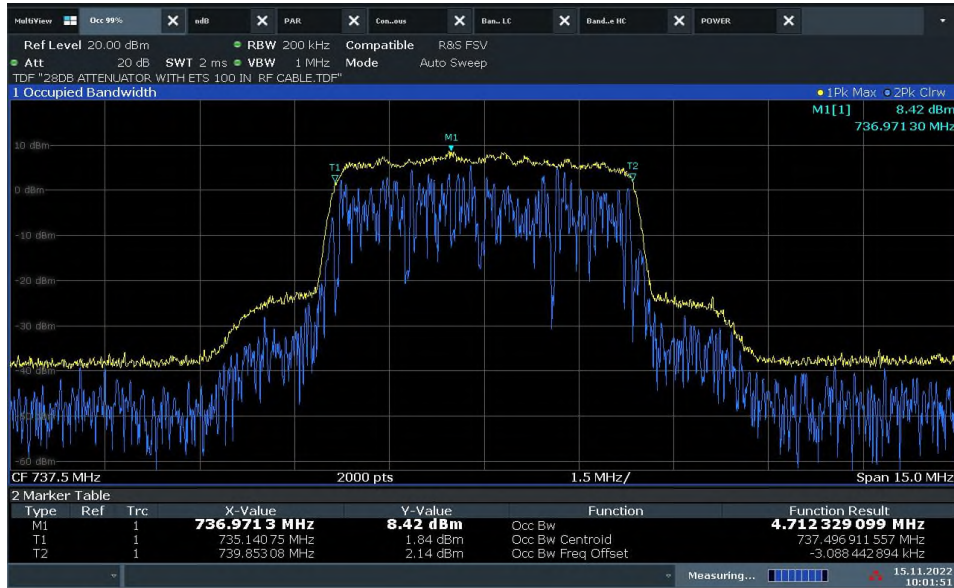 MultiView Occ 99% ndB PAR Con..ous Ban.. LC Band..e HC POWER
Ref Level 20.00 dBm RBW 200 kHz Compatible R&S FSV
Att 20 dB SWT 2 ms VBW 1 MHz Mode Auto Sweep
TDF "28DB ATTENUATOR WITH ETS 100 IN RF CABLE.TDF"
1 Occupied Bandwidth 1Pk Max 2Pk Clrw
M1[1] 8.42 dBm
736.97130 MHz
M1
10 dBm
T1 T2
0 dBm
-10 dBm
-20 dBm
-30 dBm
-40 dBm
-60 dBm
CF 737.5 MHz 2000 pts 1.5 MHz/ Span 15.0 MHz
2 Marker Table
Type Ref Trc X-Value Y-Value Function Function Result
M1 1 736.971 3 MHz 8.42 dBm Occ Bw 4.712 329 099 MHz
T1 1 735.140 75 MHz 1.84 dBm Occ Bw Centroid 737.496 911 557 MHz
T2 1 739.853 08 MHz 2.14 dBm Occ Bw Freq Offset -3.088 442 894 kHz
Measuring... 15.11.2022
10:01:51